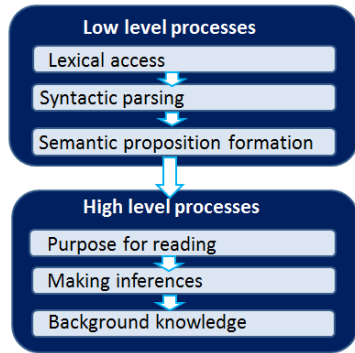 Low level processes
Lexical access
Syntactic parsing
Semantic proposition formation
High level processes
Purpose for reading
Making inferences
Background knowledge